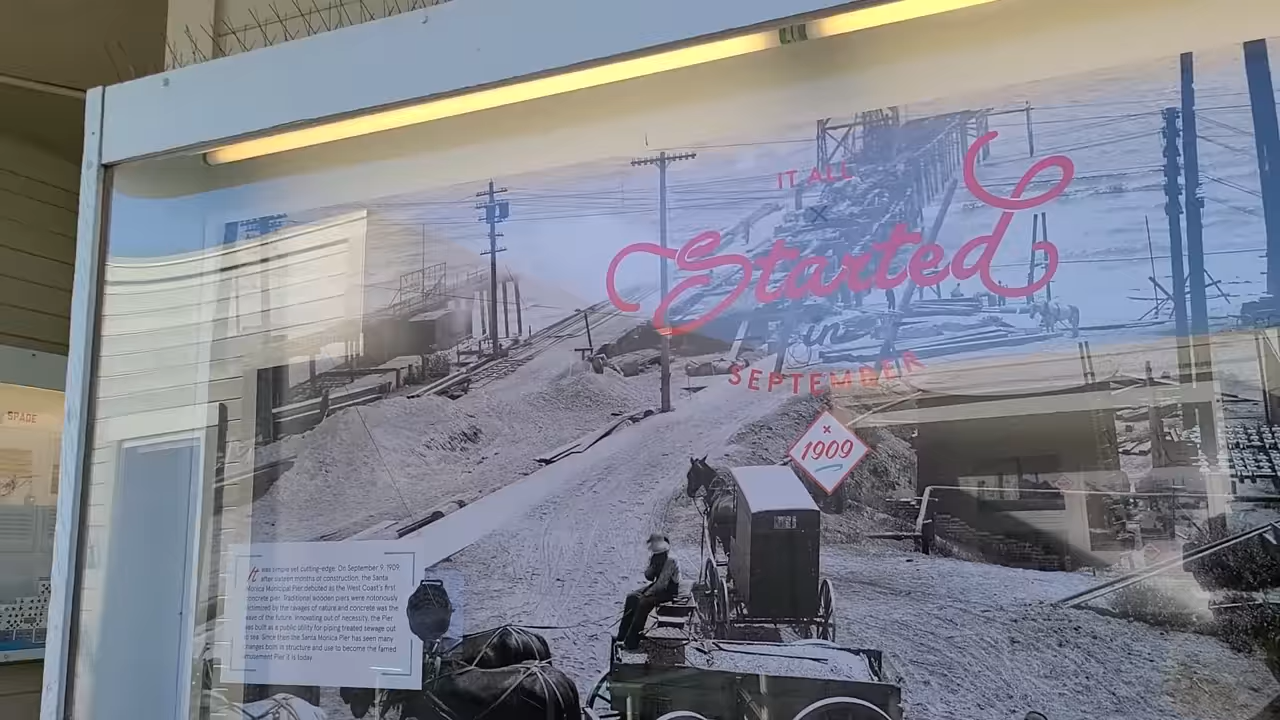 SPADE
IT ALL
Started
in
SEPTEMBER
1909
It was simple yet cutting-edge. On September 9, 1909,
after sixteen months of construction, the Santa
Monica Municipal Pier debuted as the West Coast's first
concrete pier. Traditional wooden piers were notoriously
victimized by the ravages of nature and concrete was the
wave of the future. Innovating out of necessity, the Pier
was built as a public utility for piping treated sewage out
to sea. Since then the Santa Monica Pier has seen many
changes both in structure and use to become the famed
"Amusement Pier" it is today.